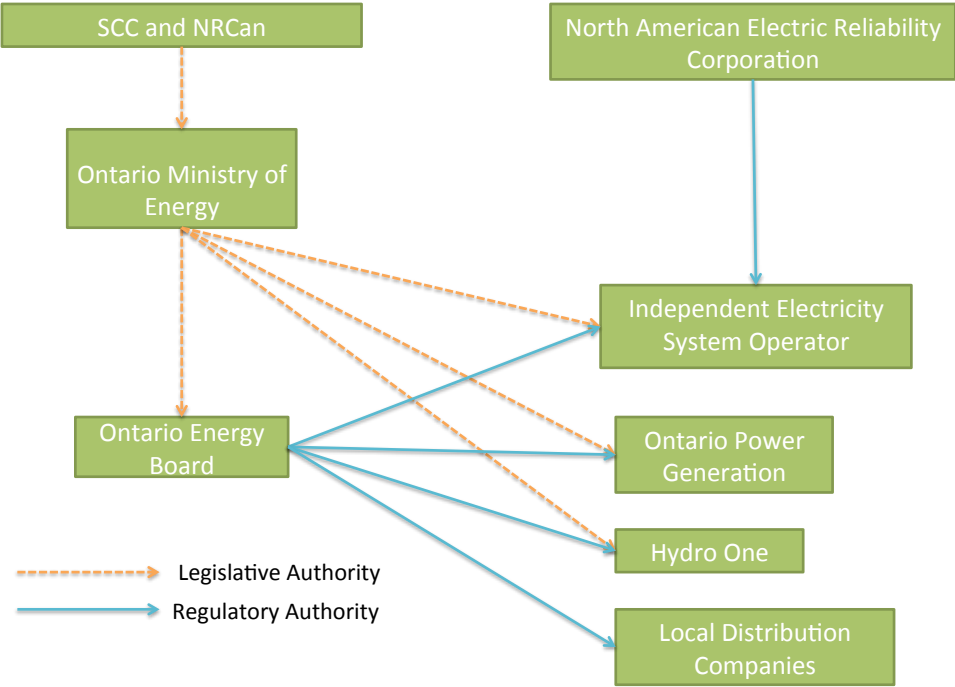 SCC and NRCan
North American Electric Reliability
Corporation
Ontario Ministry of
Energy
Independent Electricity
System Operator
Ontario Energy
Board
Ontario Power
Generation
Hydro One
Legislative Authority
Regulatory Authority
Local Distribution
Companies